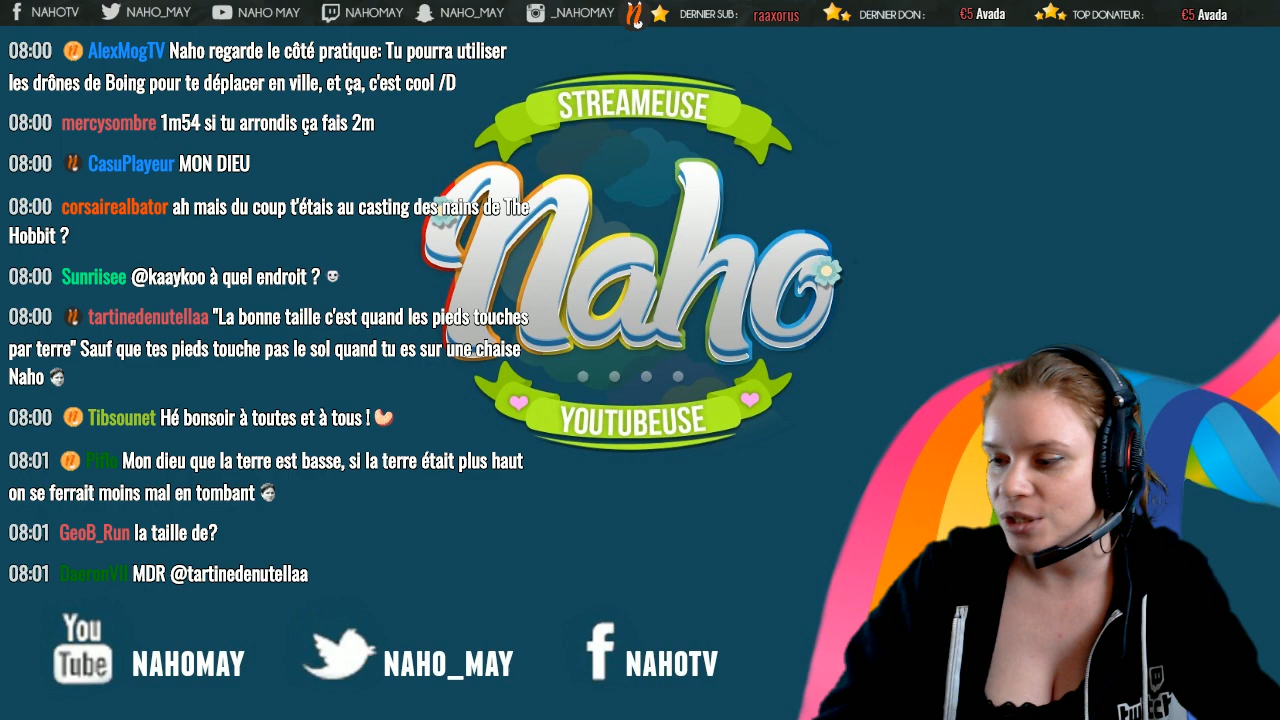 NAHOTV NAHO_MAY NAHO MAY NAHOMAY NAHO_MAY _NAHOMAY DERNIER SUB : raaxorus DERNIER DON : €5 Avada TOP DONATEUR : €5 Avada
08:00 AlexMogTV Naho regarde le côté pratique: Tu pourra utiliser
les drônes de Boing pour te déplacer en ville, et ça, c'est cool /D
08:00 mercysombre 1m54 si tu arrondis ça fais 2m
08:00 CasuPlayeur MON DIEU
08:00 corsairealbator ah mais du coup t'étais au casting des nains de The
Hobbit ?
08:00 Sunriisee @kaaykoo à quel endroit ?
08:00 tartinedenutellaa "La bonne taille c'est quand les pieds touches
par terre" Sauf que tes pieds touche pas le sol quand tu es sur une chaise
Naho
08:00 Tibsounet Hé bonsoir à toutes et à tous !
08:01 Piflo Mon dieu que la terre est basse, si la terre était plus haut
on se ferrait moins mal en tombant
08:01 GeoB_Run la taille de?
08:01 DaeronVII MDR @tartinedenutellaa
STREAMEUSE
Naho
YOUTUBEUSE
You
Tube NAHOMAY NAHO_MAY NAHOTV
twitch